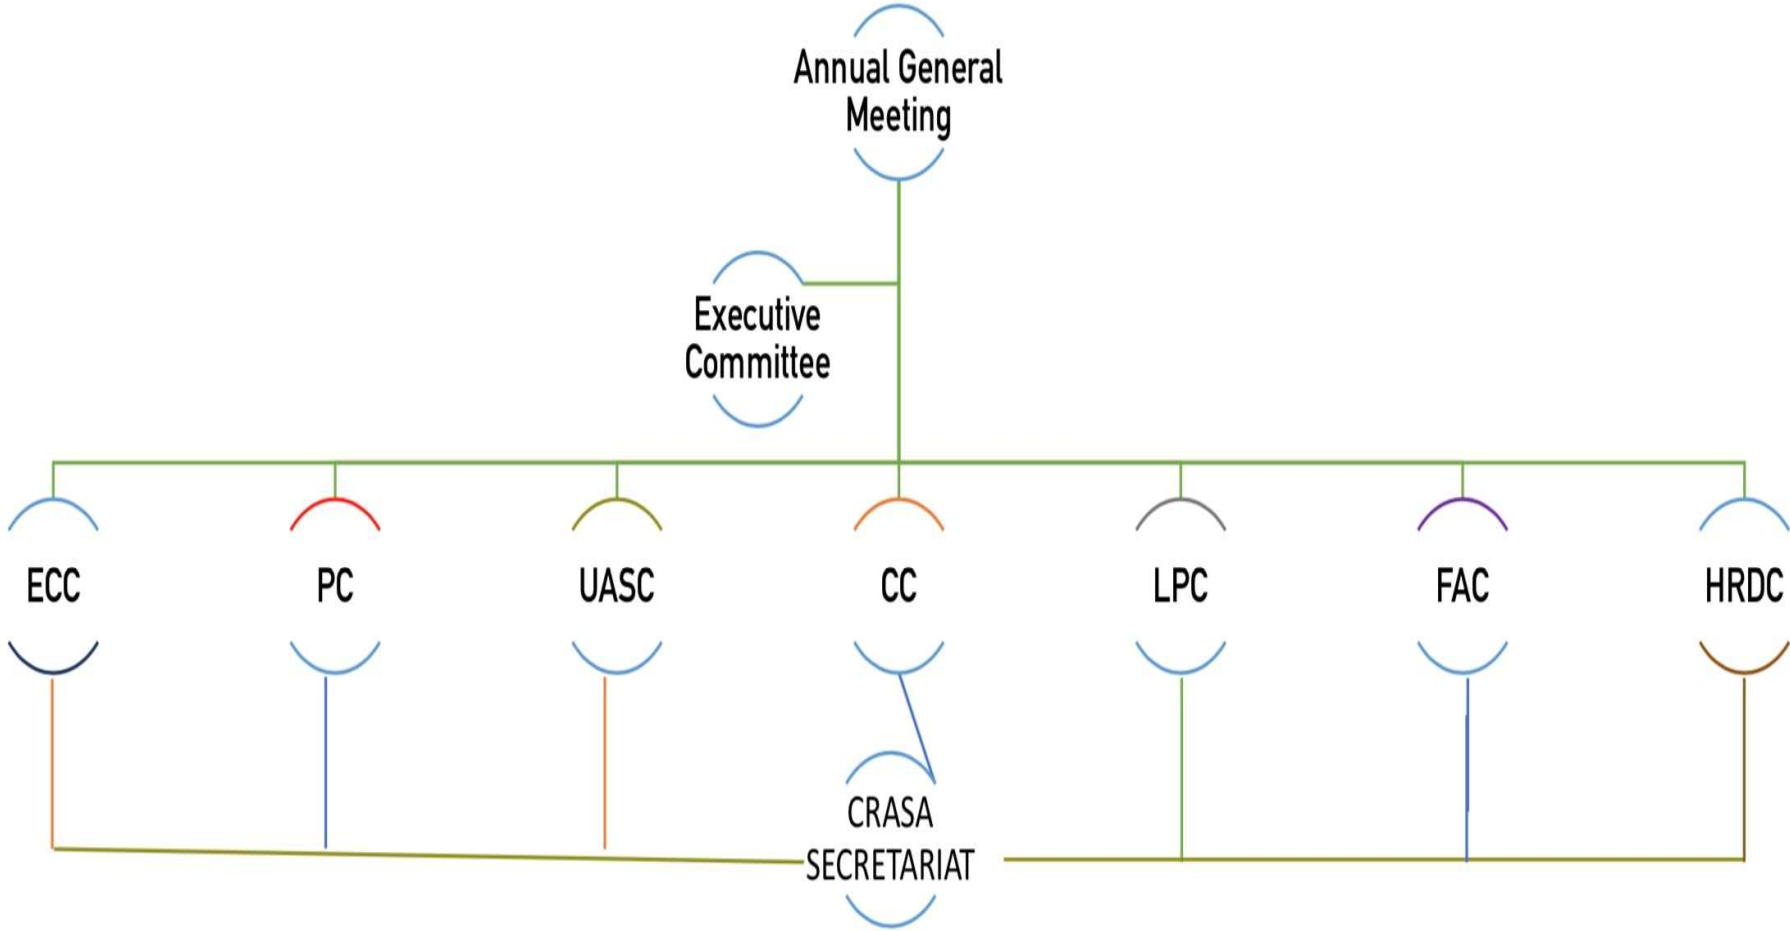 Annual General
Meeting
Executive
Committee
ECC PC UASC CC LPC FAC HRDC
CRASA
SECRETARIAT